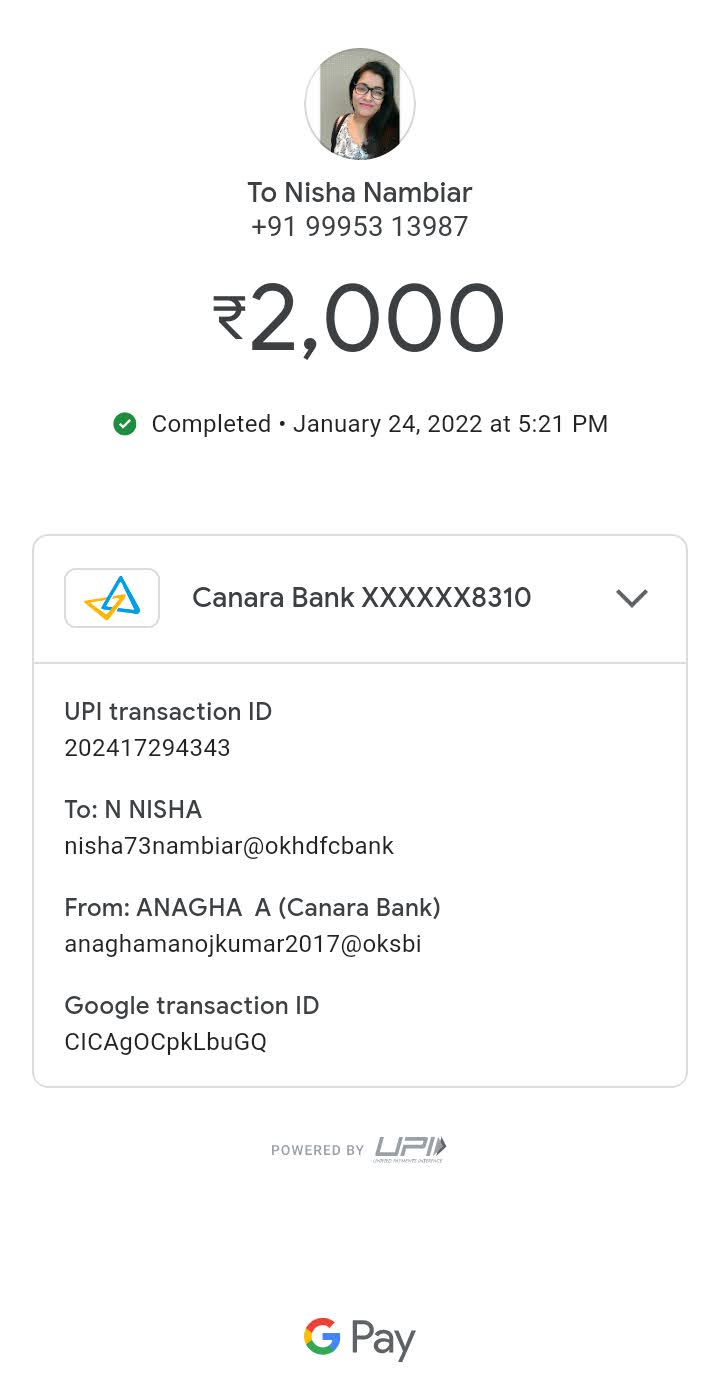 To Nisha Nambiar
+91 99953 13987
₹2,000
Completed • January 24, 2022 at 5:21 PM
Canara Bank XXXXXX8310
UPI transaction ID
202417294343
To: N NISHA
nisha73nambiar@okhdfcbank
From: ANAGHA  A (Canara Bank)
anaghamanojkumar2017@oksbi
Google transaction ID
CICAgOCpkLbuGQ
POWERED BY UPI
UNIFIED PAYMENTS INTERFACE
G Pay